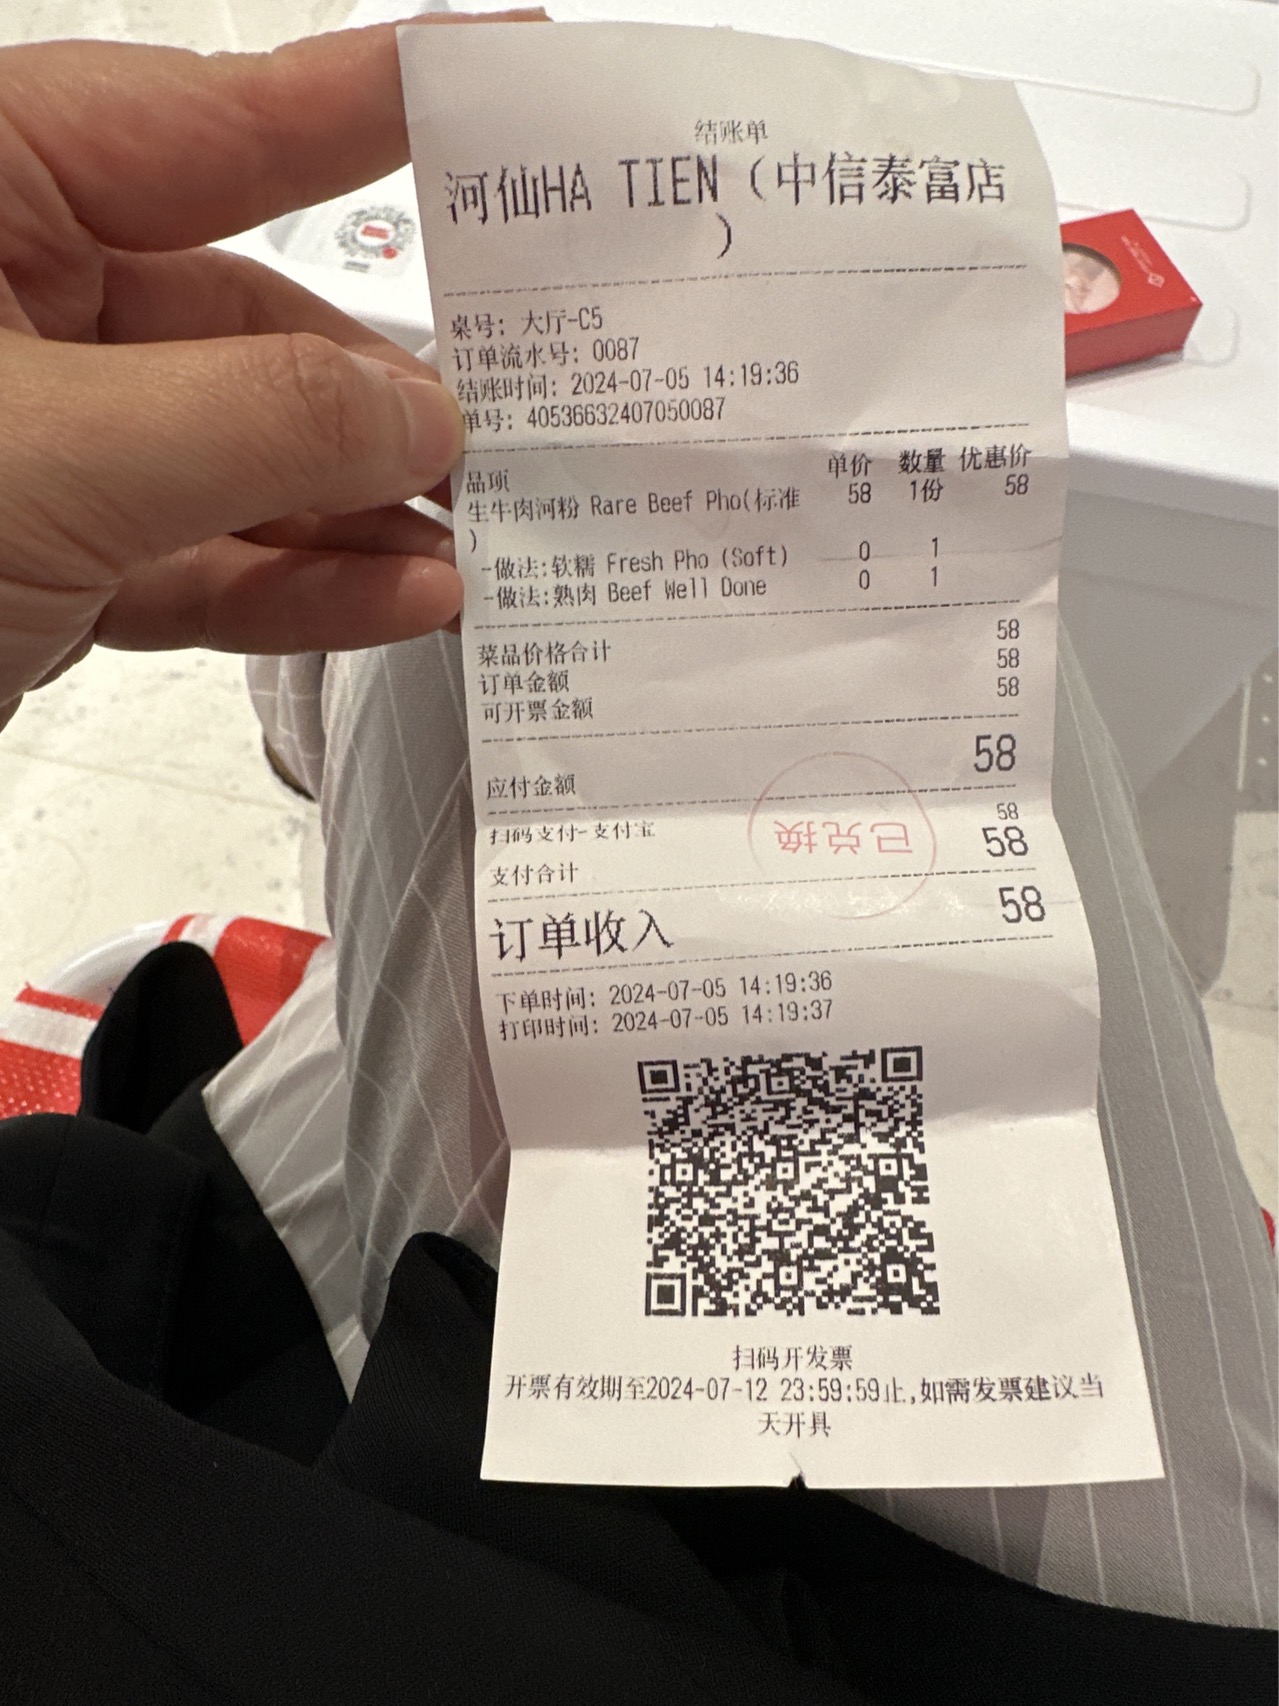 结账单
河仙HA TIEN（中信泰富店
）
桌号: 大厅-C5
订单流水号: 0087
结账时间: 2024-07-05 14:19:36
单号: 40536632407050087
品项 单价 数量 优惠价
生牛肉河粉 Rare Beef Pho(标准 58 1份 58
)
-做法:软糯 Fresh Pho (Soft) 0 1
-做法:熟肉 Beef Well Done 0 1
菜品价格合计 58
订单金额 58
可开票金额 58
应付金额 58
扫码支付-支付宝 58
支付合计 58
已兑换
订单收入 58
下单时间: 2024-07-05 14:19:36
打印时间: 2024-07-05 14:19:37
扫码开发票
开票有效期至2024-07-12 23:59:59止,如需发票建议当
天开具